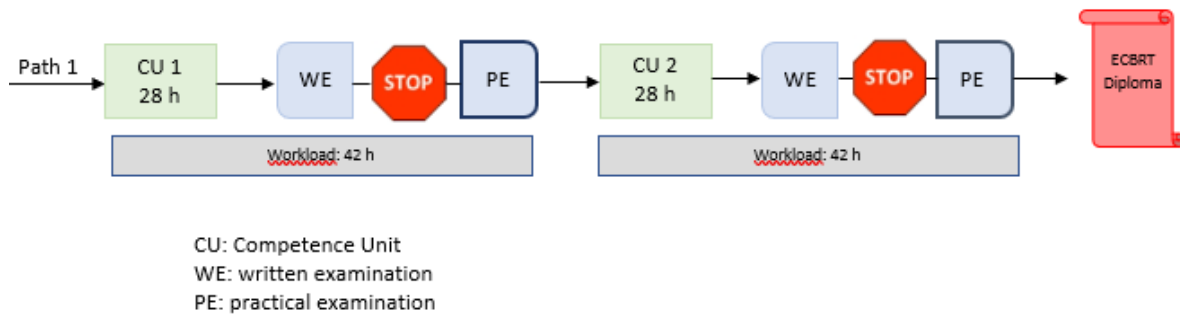 Path 1
CU 1
28 h
WE
STOP
PE
CU 2
28 h
WE
STOP
PE
ECBRT
Diploma
Workload: 42 h
Workload: 42 h
CU: Competence Unit
WE: written examination
PE: practical examination